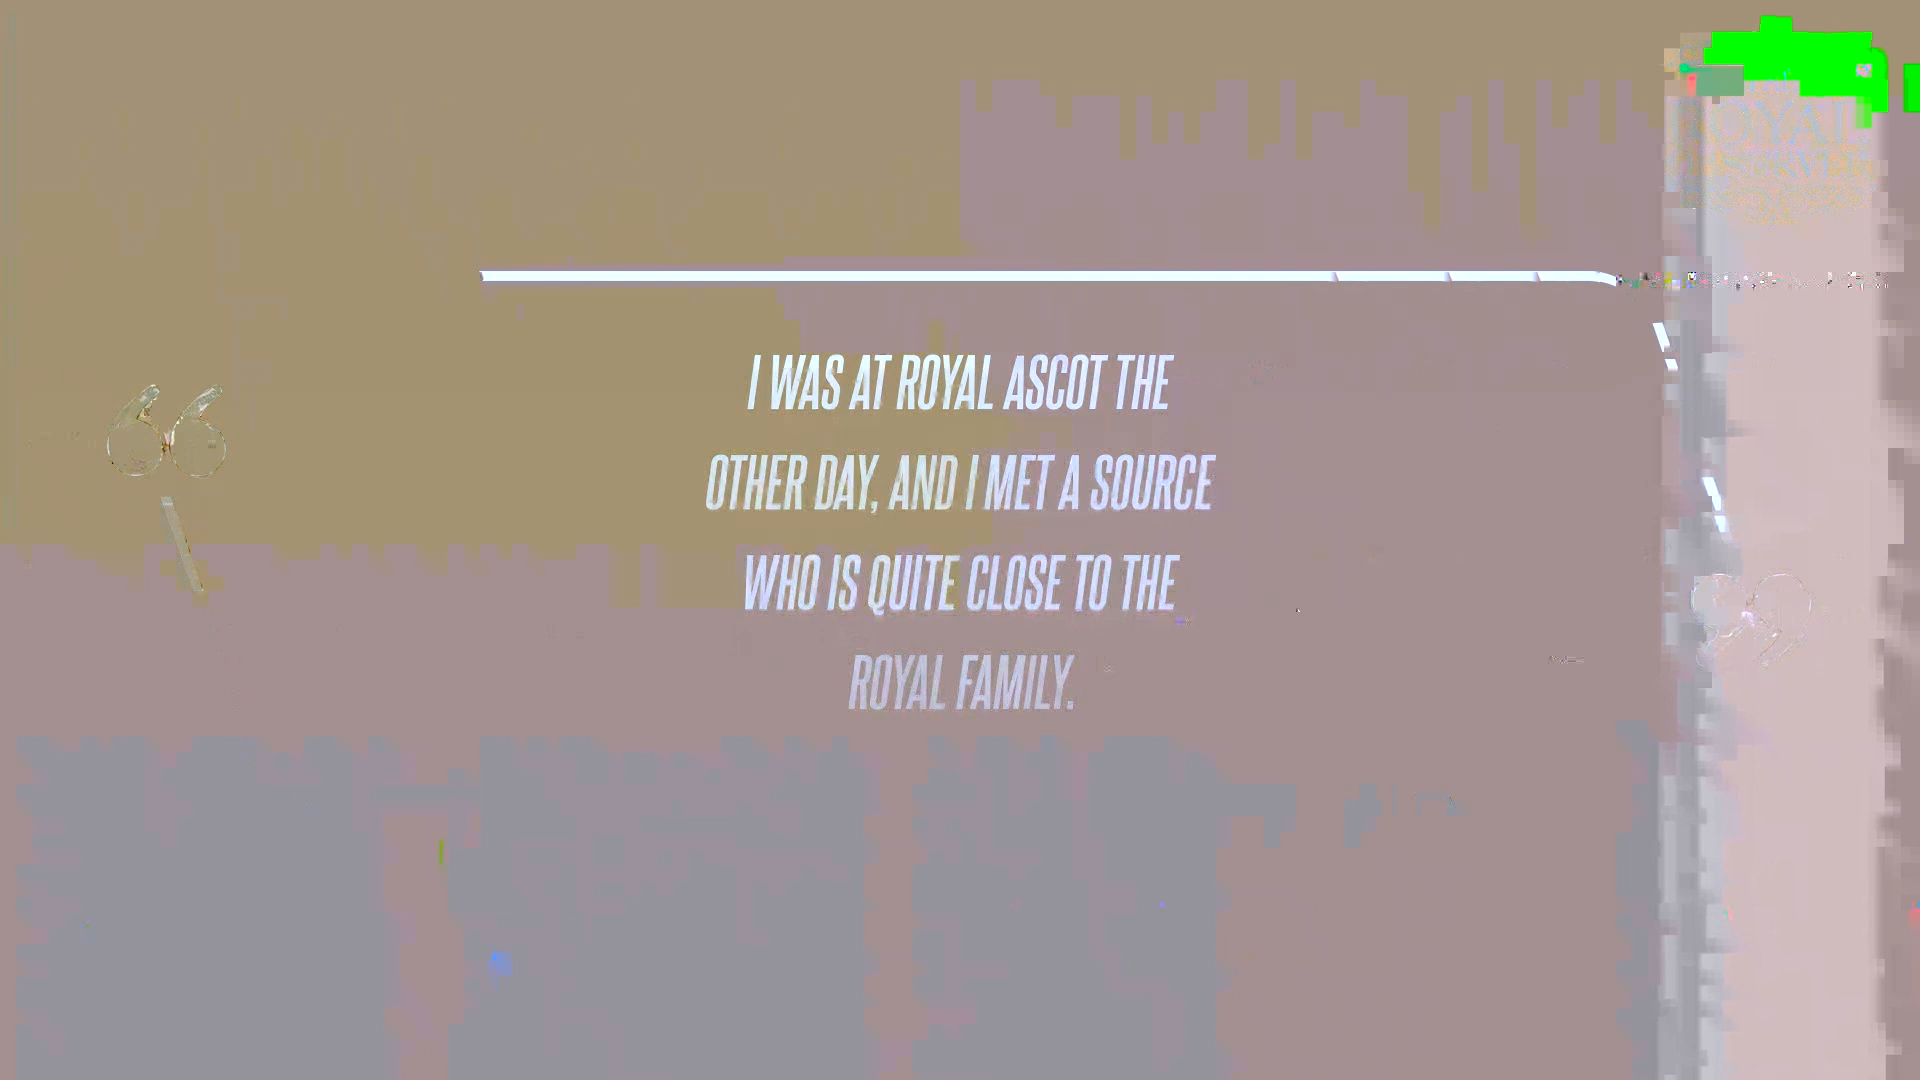 I WAS AT ROYAL ASCOT THE
OTHER DAY, AND I MET A SOURCE
WHO IS QUITE CLOSE TO THE
ROYAL FAMILY.